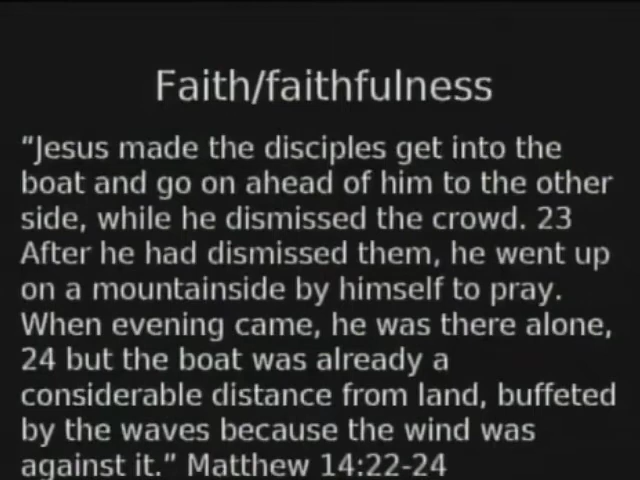 Faith/faithfulness
“Jesus made the disciples get into the
boat and go on ahead of him to the other
side, while he dismissed the crowd. 23
After he had dismissed them, he went up
on a mountainside by himself to pray.
When evening came, he was there alone,
24 but the boat was already a
considerable distance from land, buffeted
by the waves because the wind was
against it.” Matthew 14:22-24